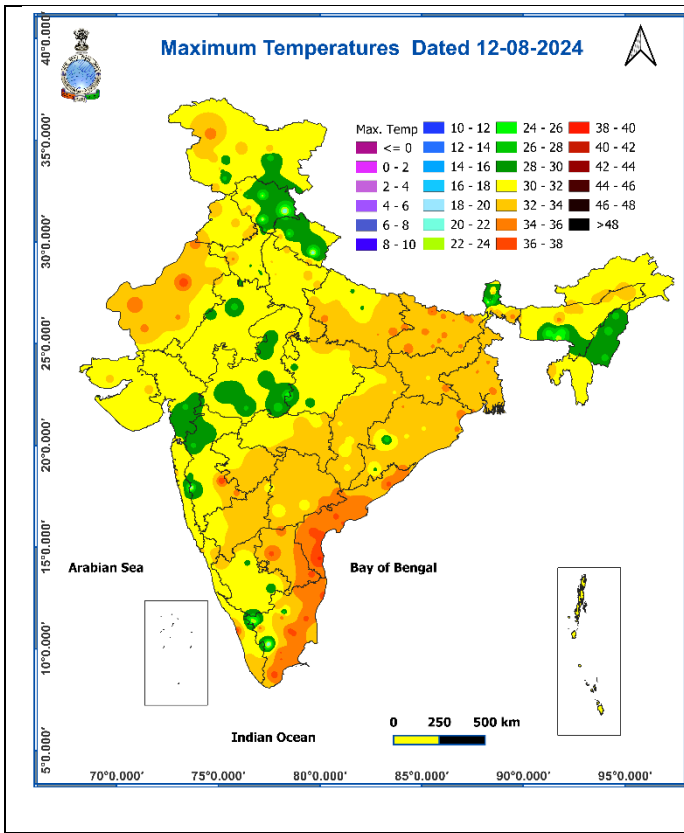 Maximum Temperatures Dated 12-08-2024
40°0.000'
35°0.000'
30°0.000'
25°0.000'
20°0.000'
15°0.000'
10°0.000'
5°0.000'
Max. Temp
<= 0
0 - 2
2 - 4
4 - 6
6 - 8
8 - 10
10 - 12
12 - 14
14 - 16
16 - 18
18 - 20
20 - 22
22 - 24
24 - 26
26 - 28
28 - 30
30 - 32
32 - 34
34 - 36
36 - 38
38 - 40
40 - 42
42 - 44
44 - 46
46 - 48
>48
Arabian Sea
Bay of Bengal
Indian Ocean
0 250 500 km
70°0.000' 75°0.000' 80°0.000' 85°0.000' 90°0.000' 95°0.000'